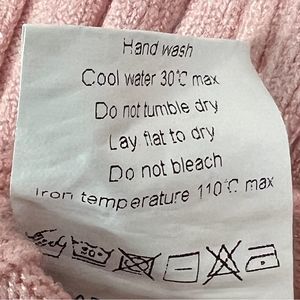 Hand wash
Cool water 30℃ max
Do not tumble dry
Lay flat to dry
Do not bleach
Iron temperature 110℃ max